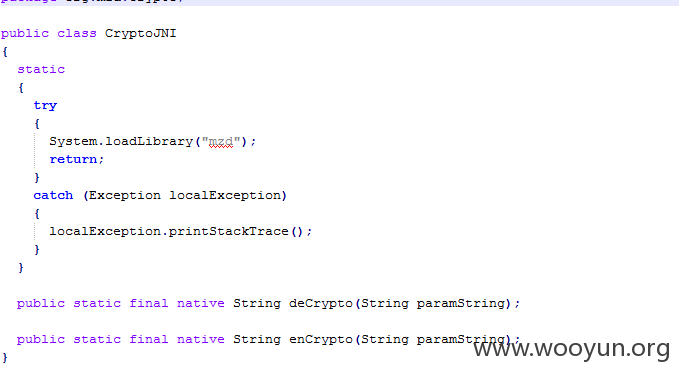 public class CryptoJNI
{
static
{
try
{
System.loadLibrary("mzd");
return;
}
catch (Exception localException)
{
localException.printStackTrace();
}
}
public static final native String deCrypto(String paramString);
public static final native String enCrypto(String paramString);
}
www.wooyun.org